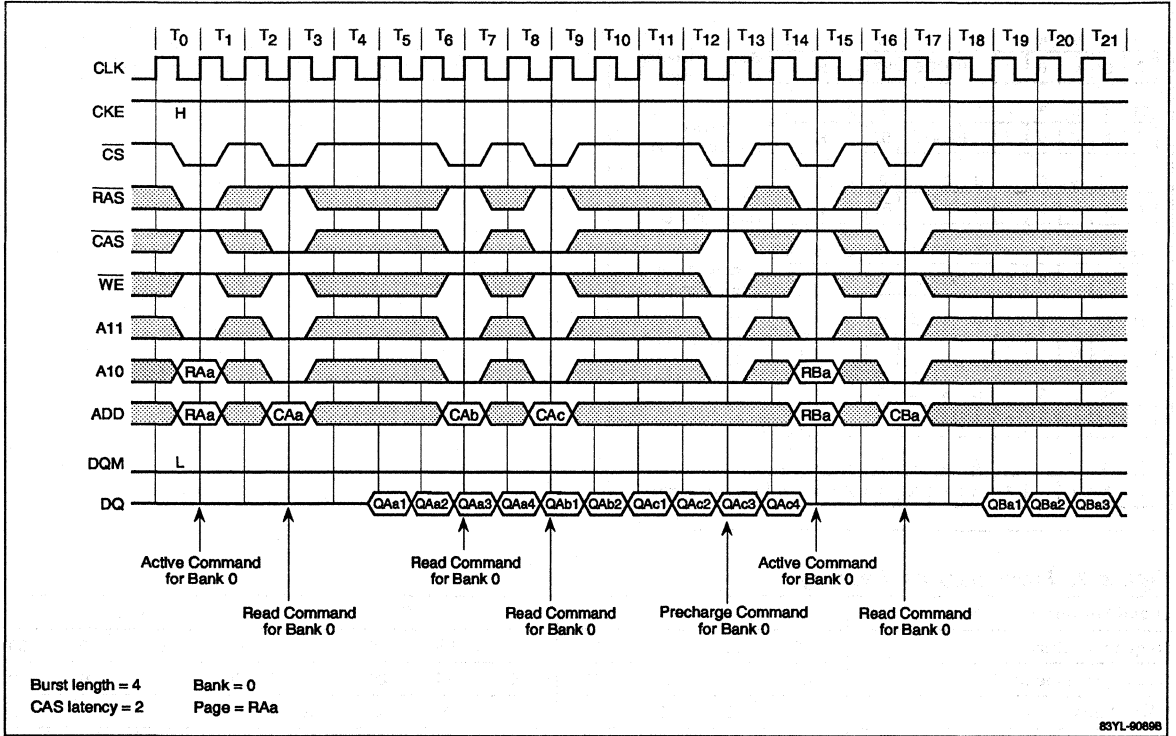 T0 T1 T2 T3 T4 T5 T6 T7 T8 T9 T10 T11 T12 T13 T14 T15 T16 T17 T18 T19 T20 T21
CLK
CKE H
CS
RAS
CAS
WE
A11
A10 RAa RBa
ADD RAa CAa CAb CAc RBa CBa
DQM L
DQ QAa1 QAa2 QAa3 QAa4 QAb1 QAb2 QAc1 QAc2 QAc3 QAc4 QBa1 QBa2 QBa3
Active Command Read Command Active Command
for Bank 0 for Bank 0 for Bank 0
Read Command Read Command Precharge Command Read Command
for Bank 0 for Bank 0 for Bank 0 for Bank 0
Burst length = 4 Bank = 0
CAS latency = 2 Page = RAa
83YL-9089B